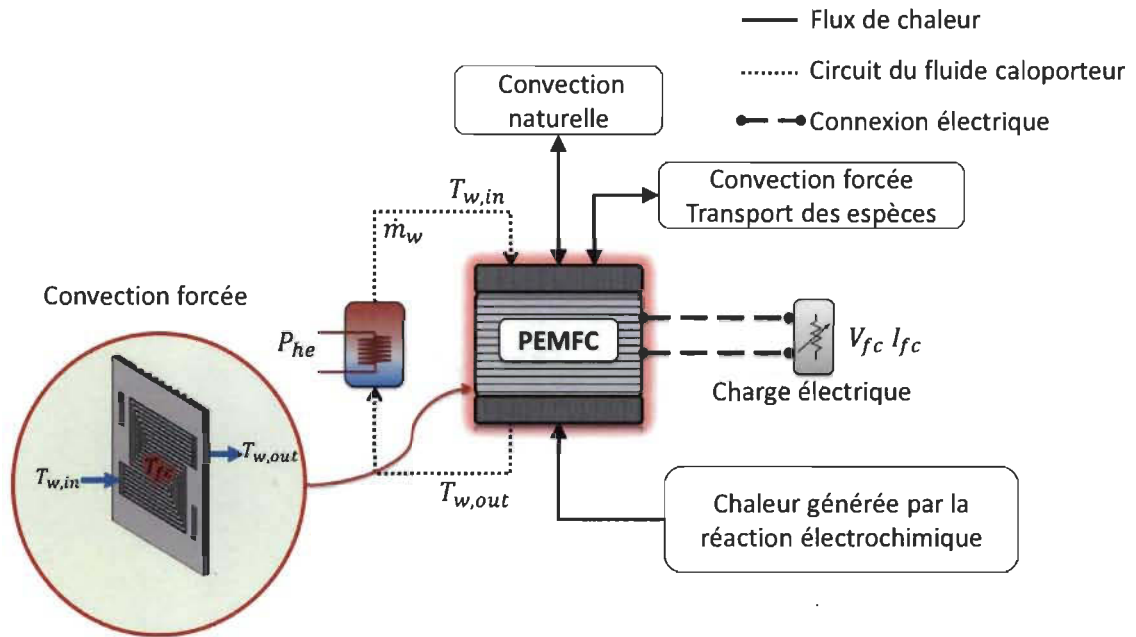 Flux de chaleur
Circuit du fluide caloporteur
Connexion électrique
Convection
naturelle
Convection forcée
Transport des espèces
T_{w,in}
ṁ_w
Convection forcée
P_{he}
PEMFC
V_{fc} I_{fc}
Charge électrique
T_{w,out}
T_{w,in}
T_{fc}
T_{w,out}
Chaleur générée par la
réaction électrochimique